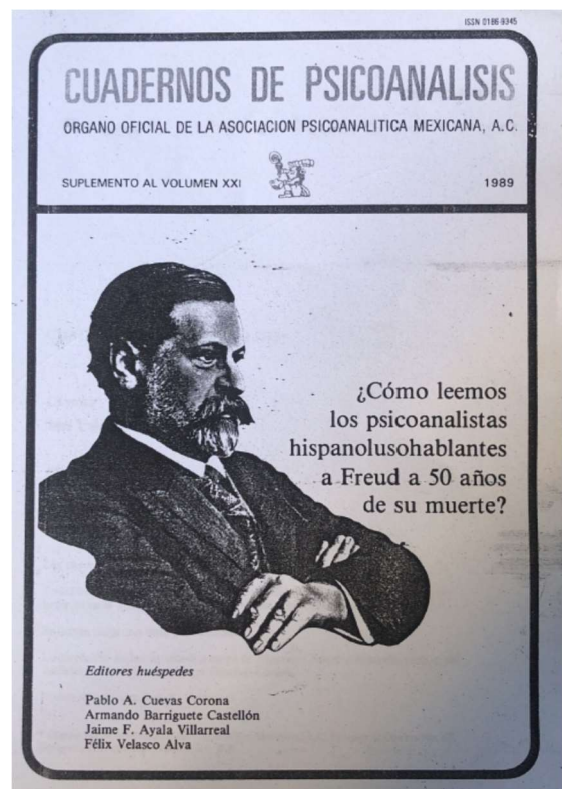 ISSN 0186-9345
CUADERNOS DE PSICOANALISIS
ORGANO OFICIAL DE LA ASOCIACION PSICOANALITICA MEXICANA, A.C.
SUPLEMENTO AL VOLUMEN XXI
1989
¿Cómo leemos
los psicoanalistas
hispanolusohablantes
a Freud a 50 años
de su muerte?
Editores huéspedes
Pablo A. Cuevas Corona
Armando Barriguete Castellón
Jaime F. Ayala Villarreal
Félix Velasco Alva